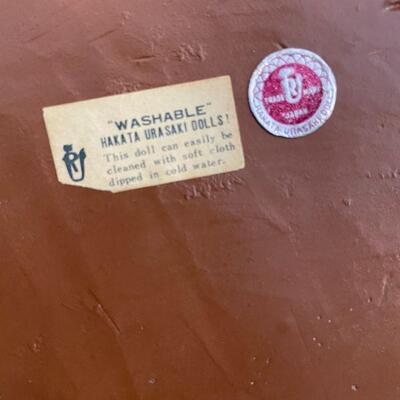 "WASHABLE"
HAKATA URASAKI DOLLS!
This doll can easily be
cleaned with soft cloth
dipped in cold water.
TRADE MARK
JAPAN
HAKATA URASAKI DOLL